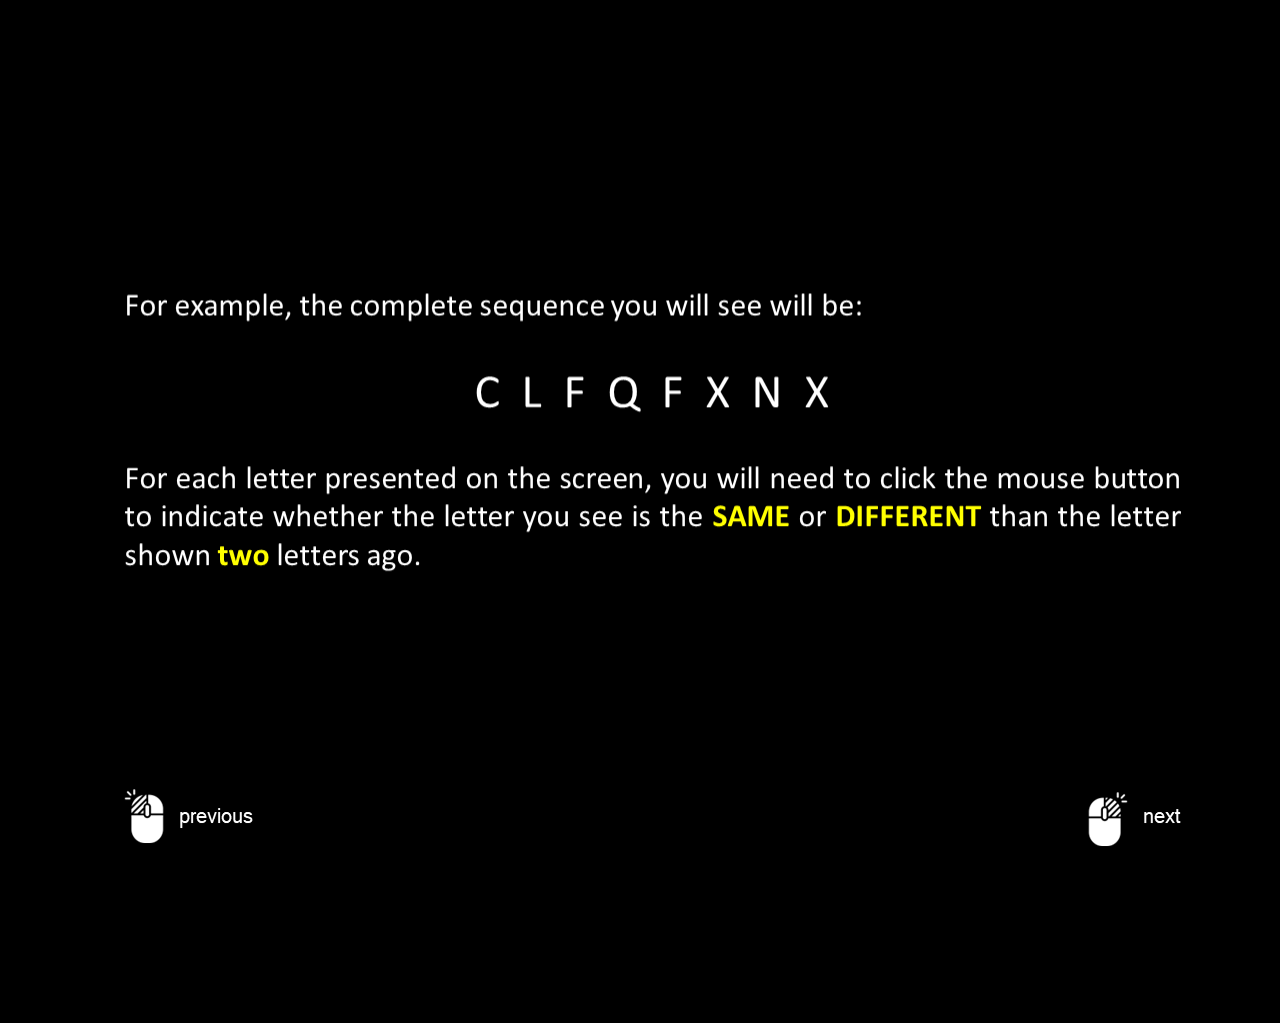 For example, the complete sequence you will see will be:
C L F Q F X N X
For each letter presented on the screen, you will need to click the mouse button
to indicate whether the letter you see is the SAME or DIFFERENT than the letter
shown two letters ago.
previous
next